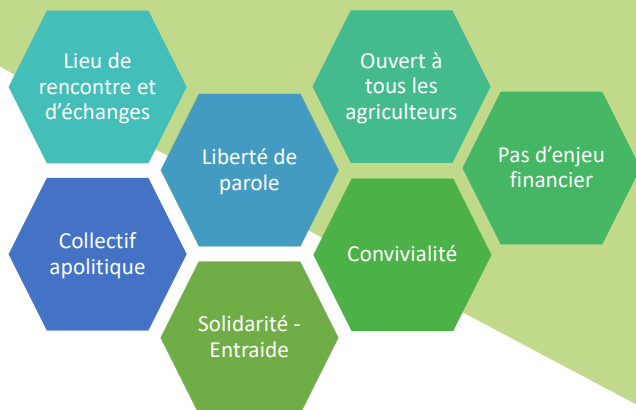 Lieu de
rencontre et
d'échanges
Ouvert à
tous les
agriculteurs
Liberté de
parole
Pas d'enjeu
financier
Collectif
apolitique
Convivialité
Solidarité -
Entraide